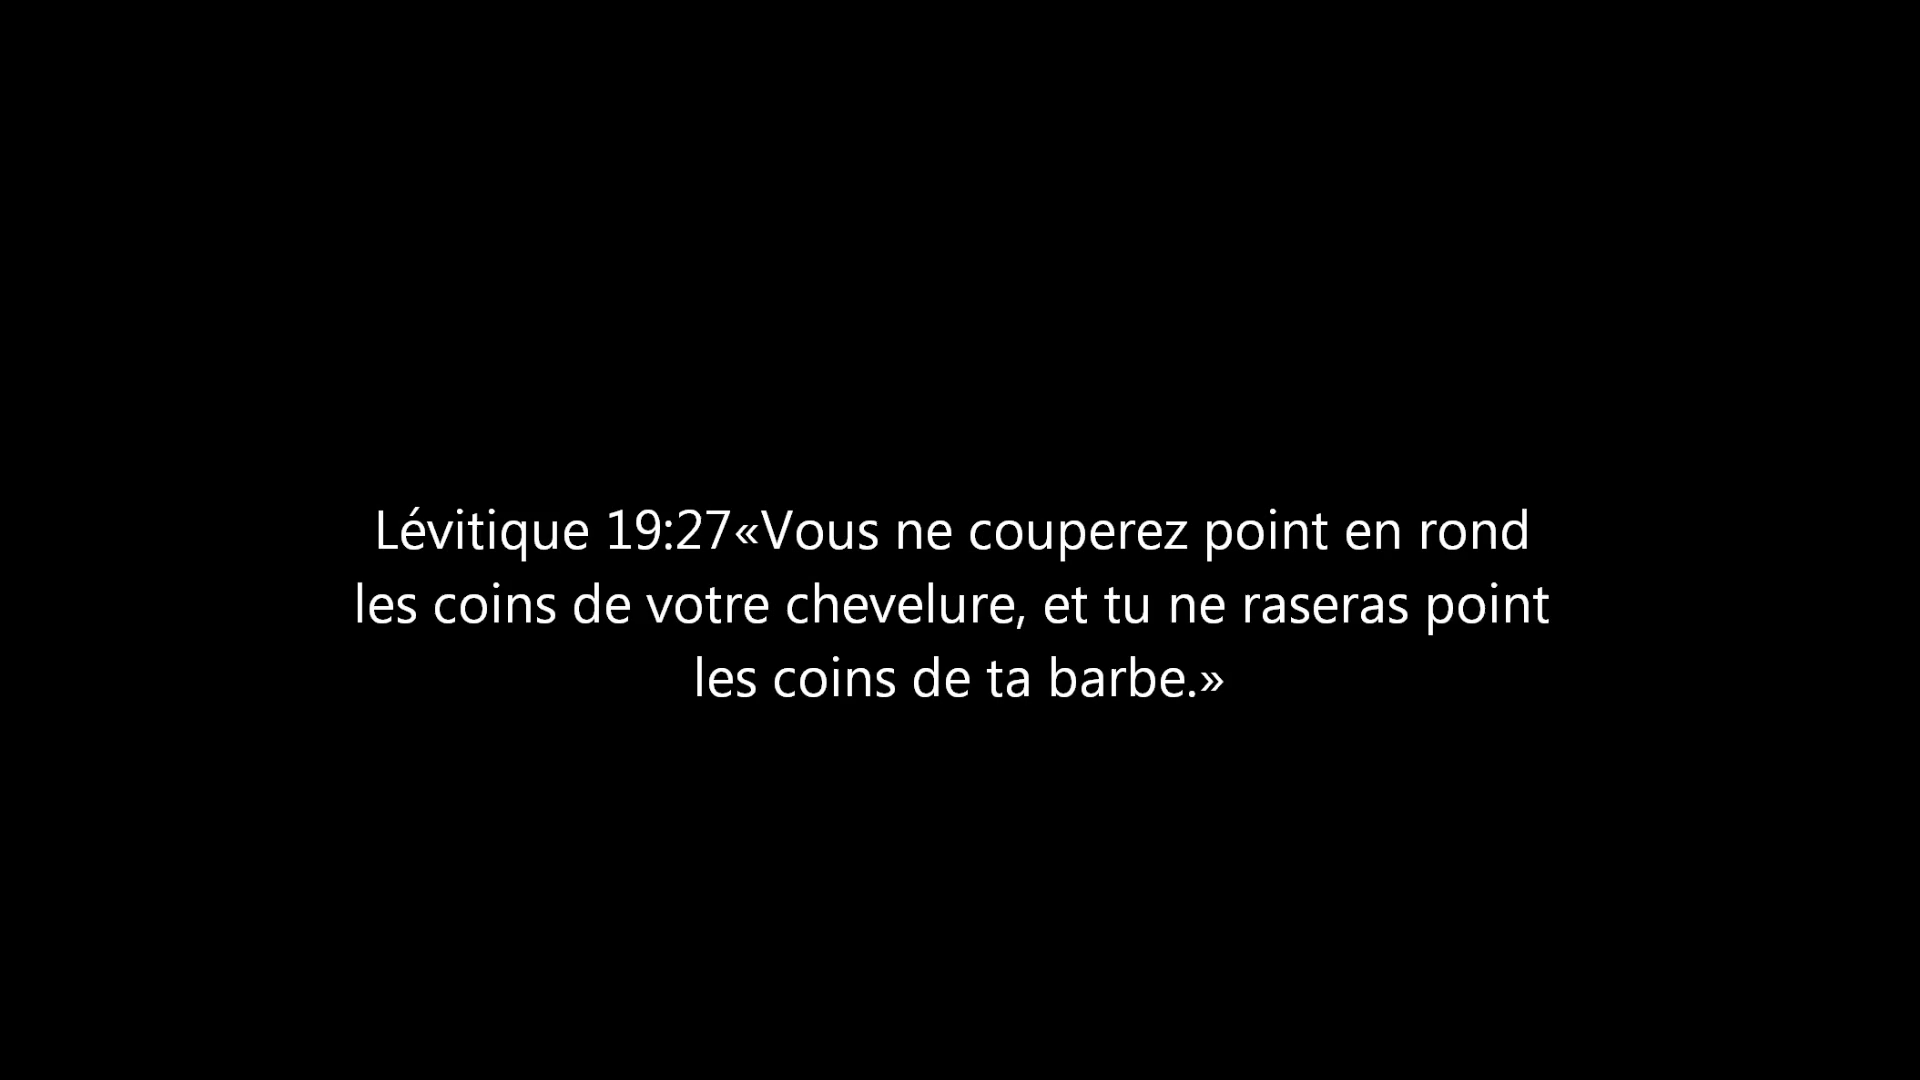 Lévitique 19:27«Vous ne couperez point en rond
les coins de votre chevelure, et tu ne raseras point
les coins de ta barbe.»